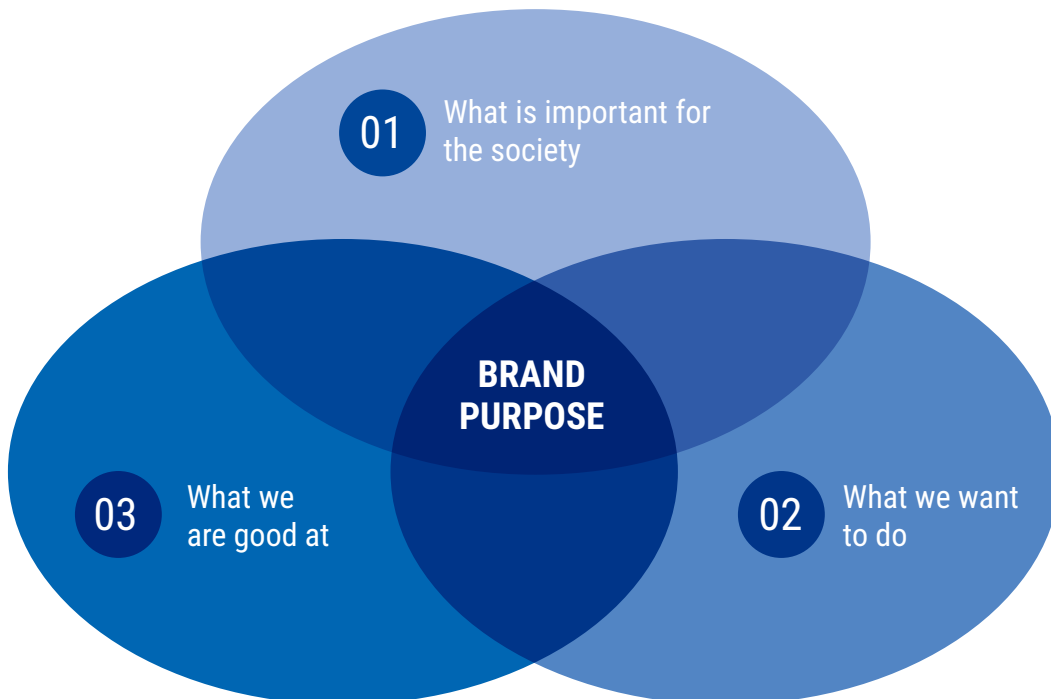 01
What is important for
the society
BRAND
PURPOSE
03
What we
are good at
02
What we want
to do